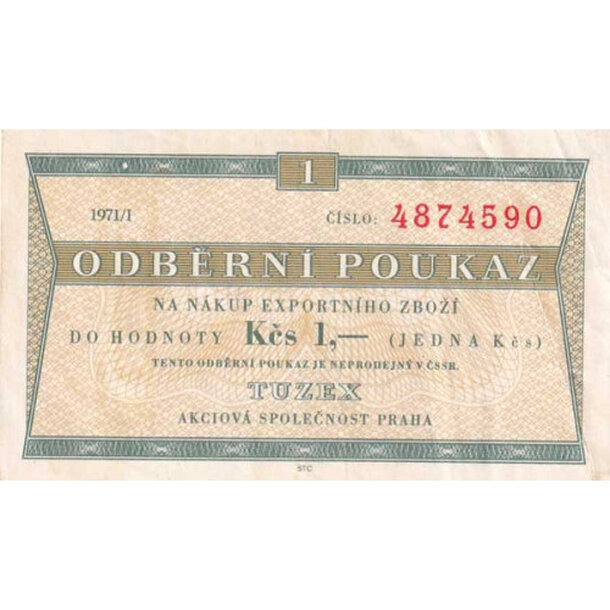 1
1971/I ČÍSLO: 4874590
ODBĚRNÍ POUKAZ
NA NÁKUP EXPORTNÍHO ZBOŽÍ
DO HODNOTY Kčs 1,— (JEDNA Kčs)
TENTO ODBĚRNÍ POUKAZ JE NEPRODEJNÝ V ČSSR.
TUZEX
AKCIOVÁ SPOLEČNOST PRAHA
STC